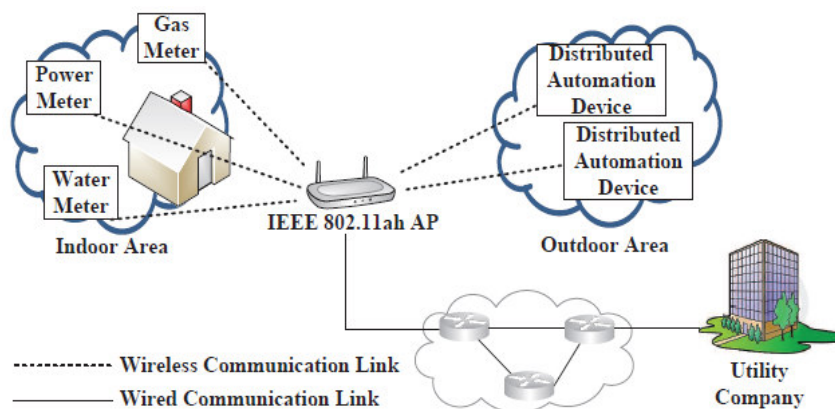 Gas
Meter
Power
Meter
Water
Meter
Indoor Area
IEEE 802.11ah AP
Distributed
Automation
Device
Distributed
Automation
Device
Outdoor Area
Utility
Company
Wireless Communication Link
Wired Communication Link